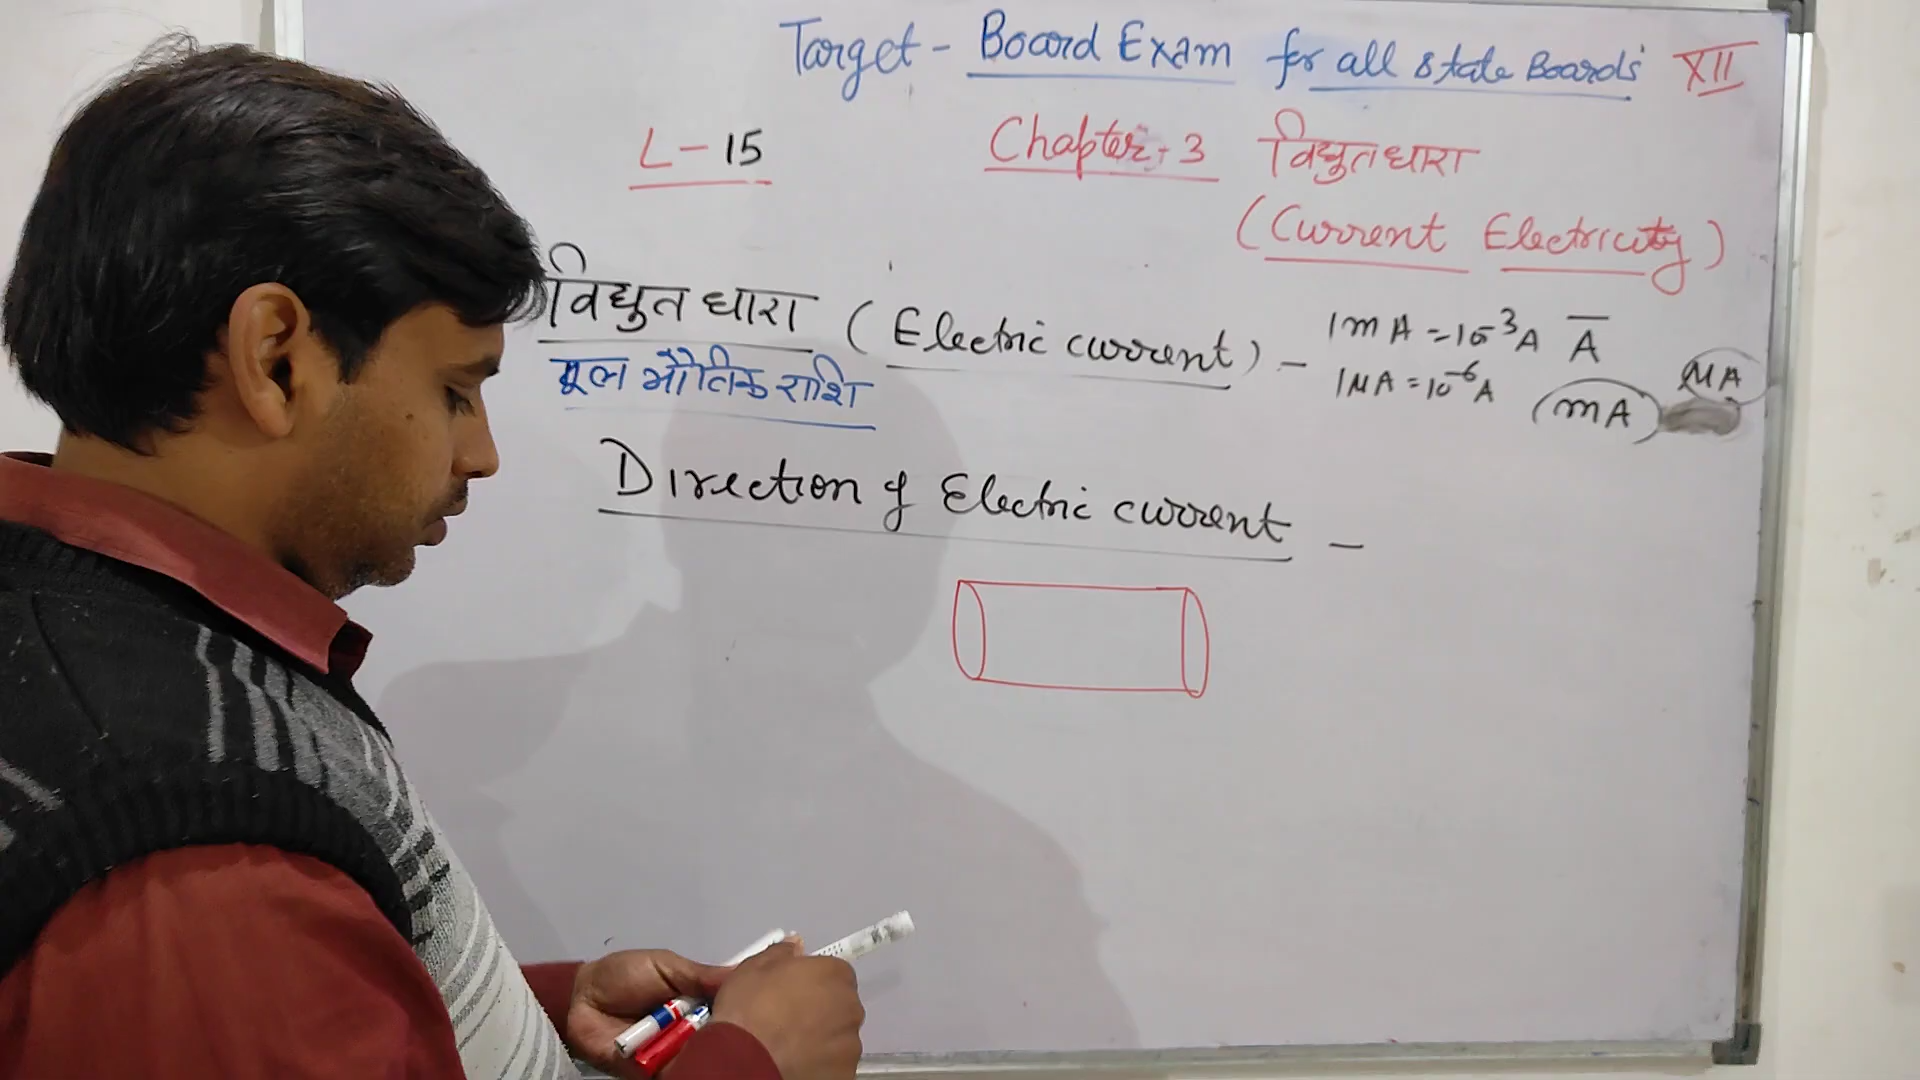 Target - Board Exam for all state Boards XII
L - 15 Chapter - 3 विद्युत धारा
(Current Electricity)
विद्युत धारा (Electric current) -
मूल भौतिक राशि
1mA = 10⁻³A A
1μA = 10⁻⁶A mA μA
Direction of Electric current -